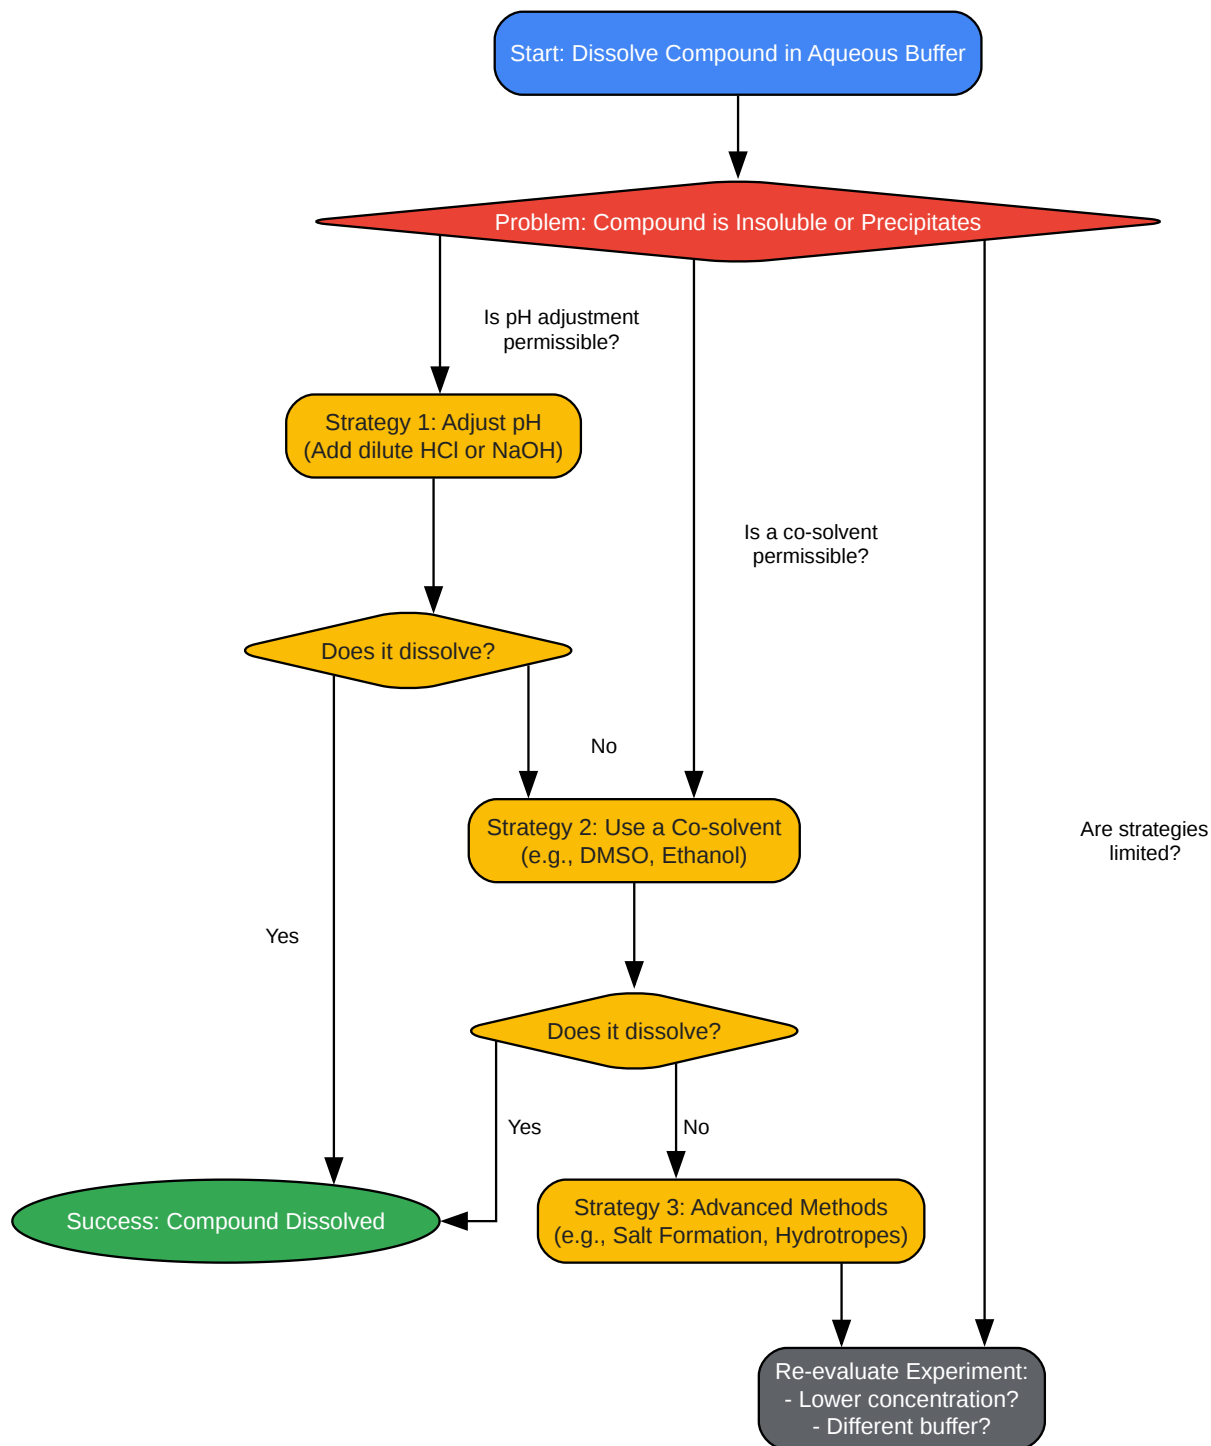 Start: Dissolve Compound in Aqueous Buffer
Problem: Compound is Insoluble or Precipitates
Is pH adjustment
permissible?
Strategy 1: Adjust pH
(Add dilute HCl or NaOH)
Is a co-solvent
permissible?
Does it dissolve?
No
Strategy 2: Use a Co-solvent
(e.g., DMSO, Ethanol)
Are strategies
limited?
Yes
Does it dissolve?
Yes
No
Success: Compound Dissolved
Strategy 3: Advanced Methods
(e.g., Salt Formation, Hydrotropes)
Re-evaluate Experiment:
- Lower concentration?
- Different buffer?